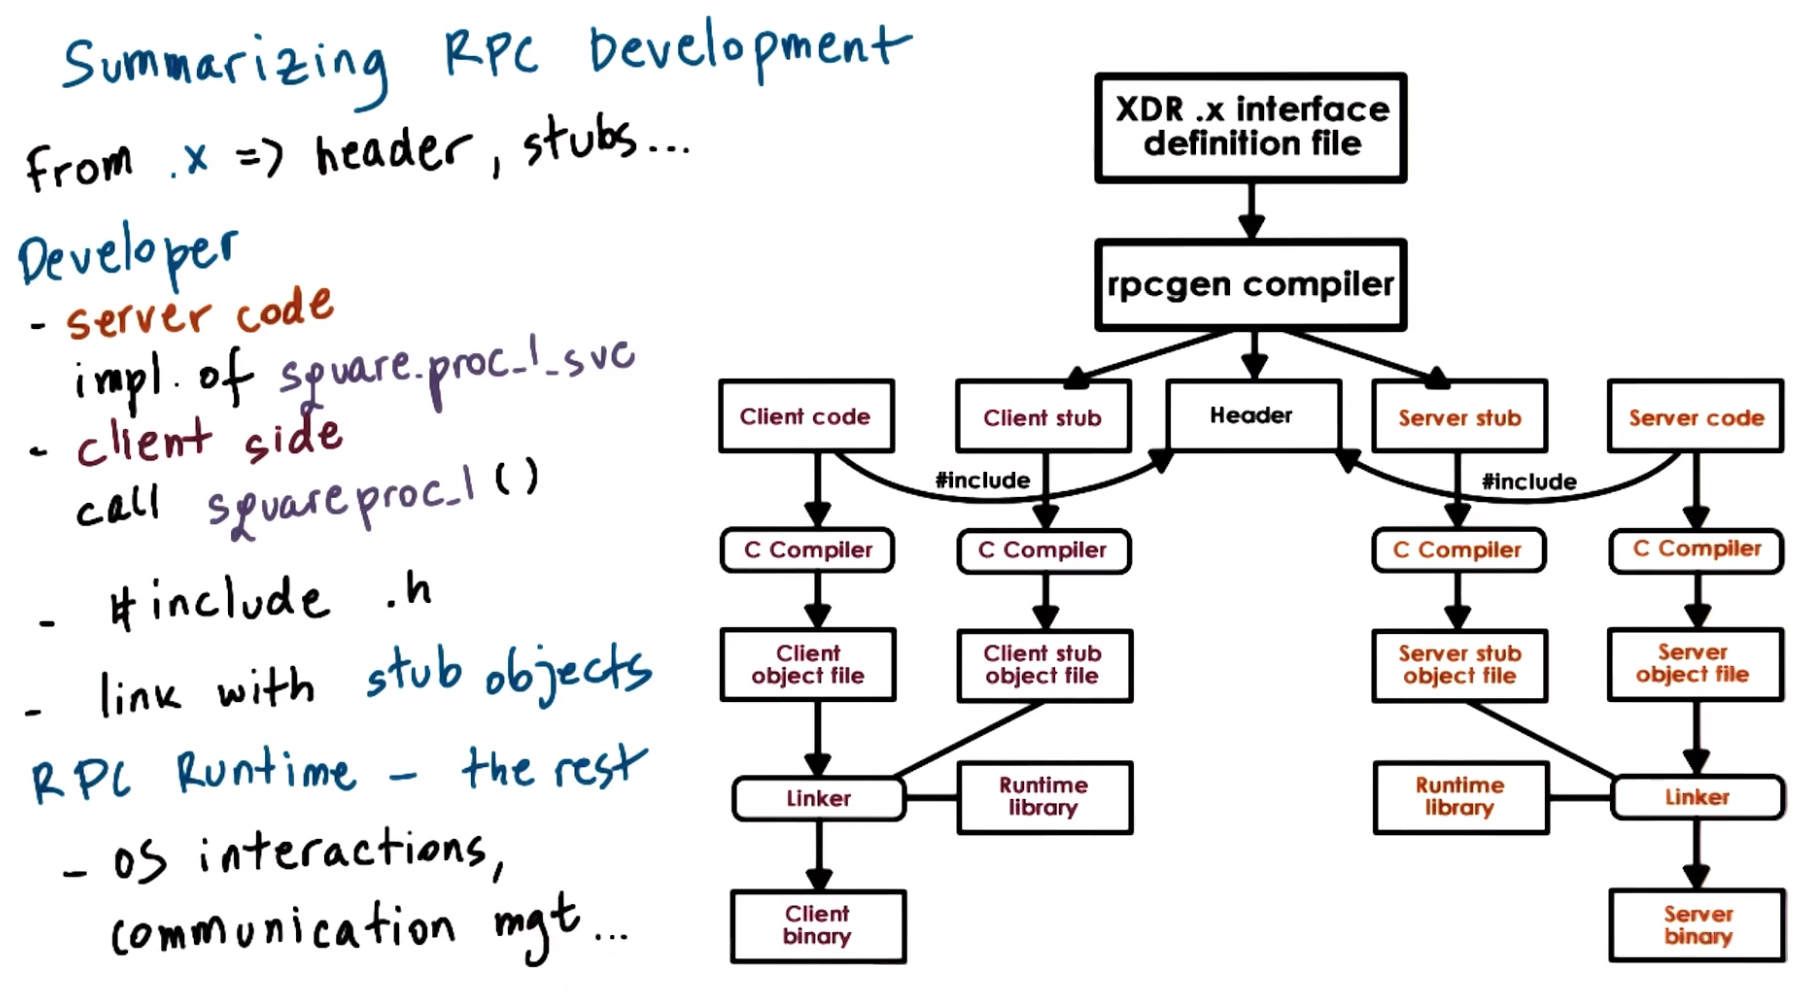 Summarizing RPC Development
From .x => header, stubs...
Developer
- server code
impl. of square_proc_1_svc
- client side
call squareproc_1 ()
- #include .h
- link with stub objects
RPC Runtime - the rest
- OS interactions,
communication mgt...
XDR .x interface
definition file
rpcgen compiler
Client code
Client stub
Header
Server stub
Server code
#include
#include
C Compiler
C Compiler
C Compiler
C Compiler
Client
object file
Client stub
object file
Server stub
object file
Server
object file
Linker
Runtime
library
Runtime
library
Linker
Client
binary
Server
binary